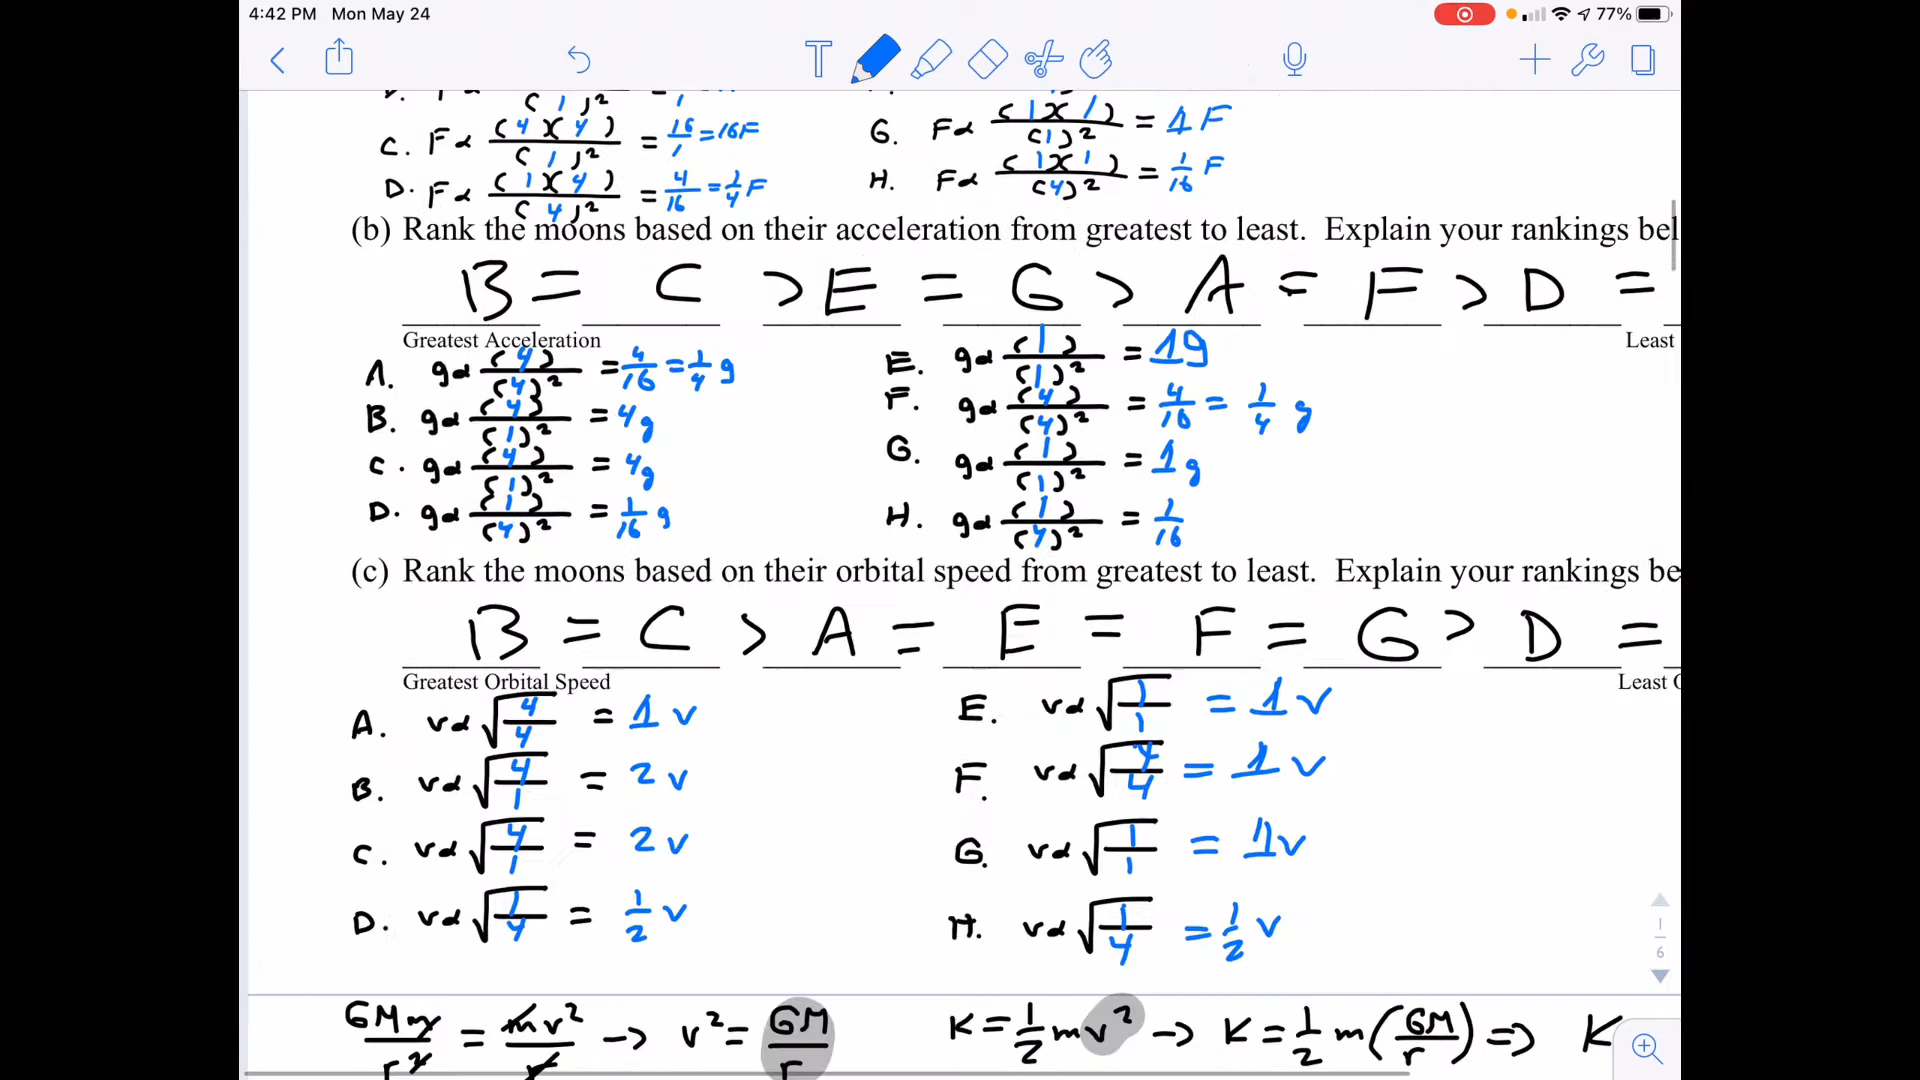 4:42 PM Mon May 24 77%
( 1 )²
C. F∝ (4)(4) / (1)² = 16/1 = 16F
D. F∝ (1)(4) / (4)² = 4/16 = 1/4 F
G. F∝ (1)(1) / (1)² = 1 F
H. F∝ (1)(1) / (4)² = 1/16 F
(b) Rank the moons based on their acceleration from greatest to least. Explain your rankings bel
B = C > E = G > A = F > D =
Greatest Acceleration Least
A. g∝ (4) / (4)² = 4/16 = 1/4 g
B. g∝ (4) / (1)² = 4g
C. g∝ (4) / (1)² = 4g
D. g∝ (1) / (4)² = 1/16 g
E. g∝ (1) / (1)² = 1g
F. g∝ (4) / (4)² = 4/16 = 1/4 g
G. g∝ (1) / (1)² = 1g
H. g∝ (1) / (4)² = 1/16
(c) Rank the moons based on their orbital speed from greatest to least. Explain your rankings be
B = C > A = E = F = G > D =
Greatest Orbital Speed Least
A. v∝ √(4/4) = 1v
B. v∝ √(4/1) = 2v
C. v∝ √(4/1) = 2v
D. v∝ √(1/4) = 1/2 v
E. v∝ √(1/1) = 1v
F. v∝ √(4/4) = 1v
G. v∝ √(1/1) = 1v
H. v∝ √(1/4) = 1/2 v
1
6
GMm/r² = mv²/r → v² = GM/r
K = 1/2 mv² → K = 1/2 m(GM/r) ⇒ K